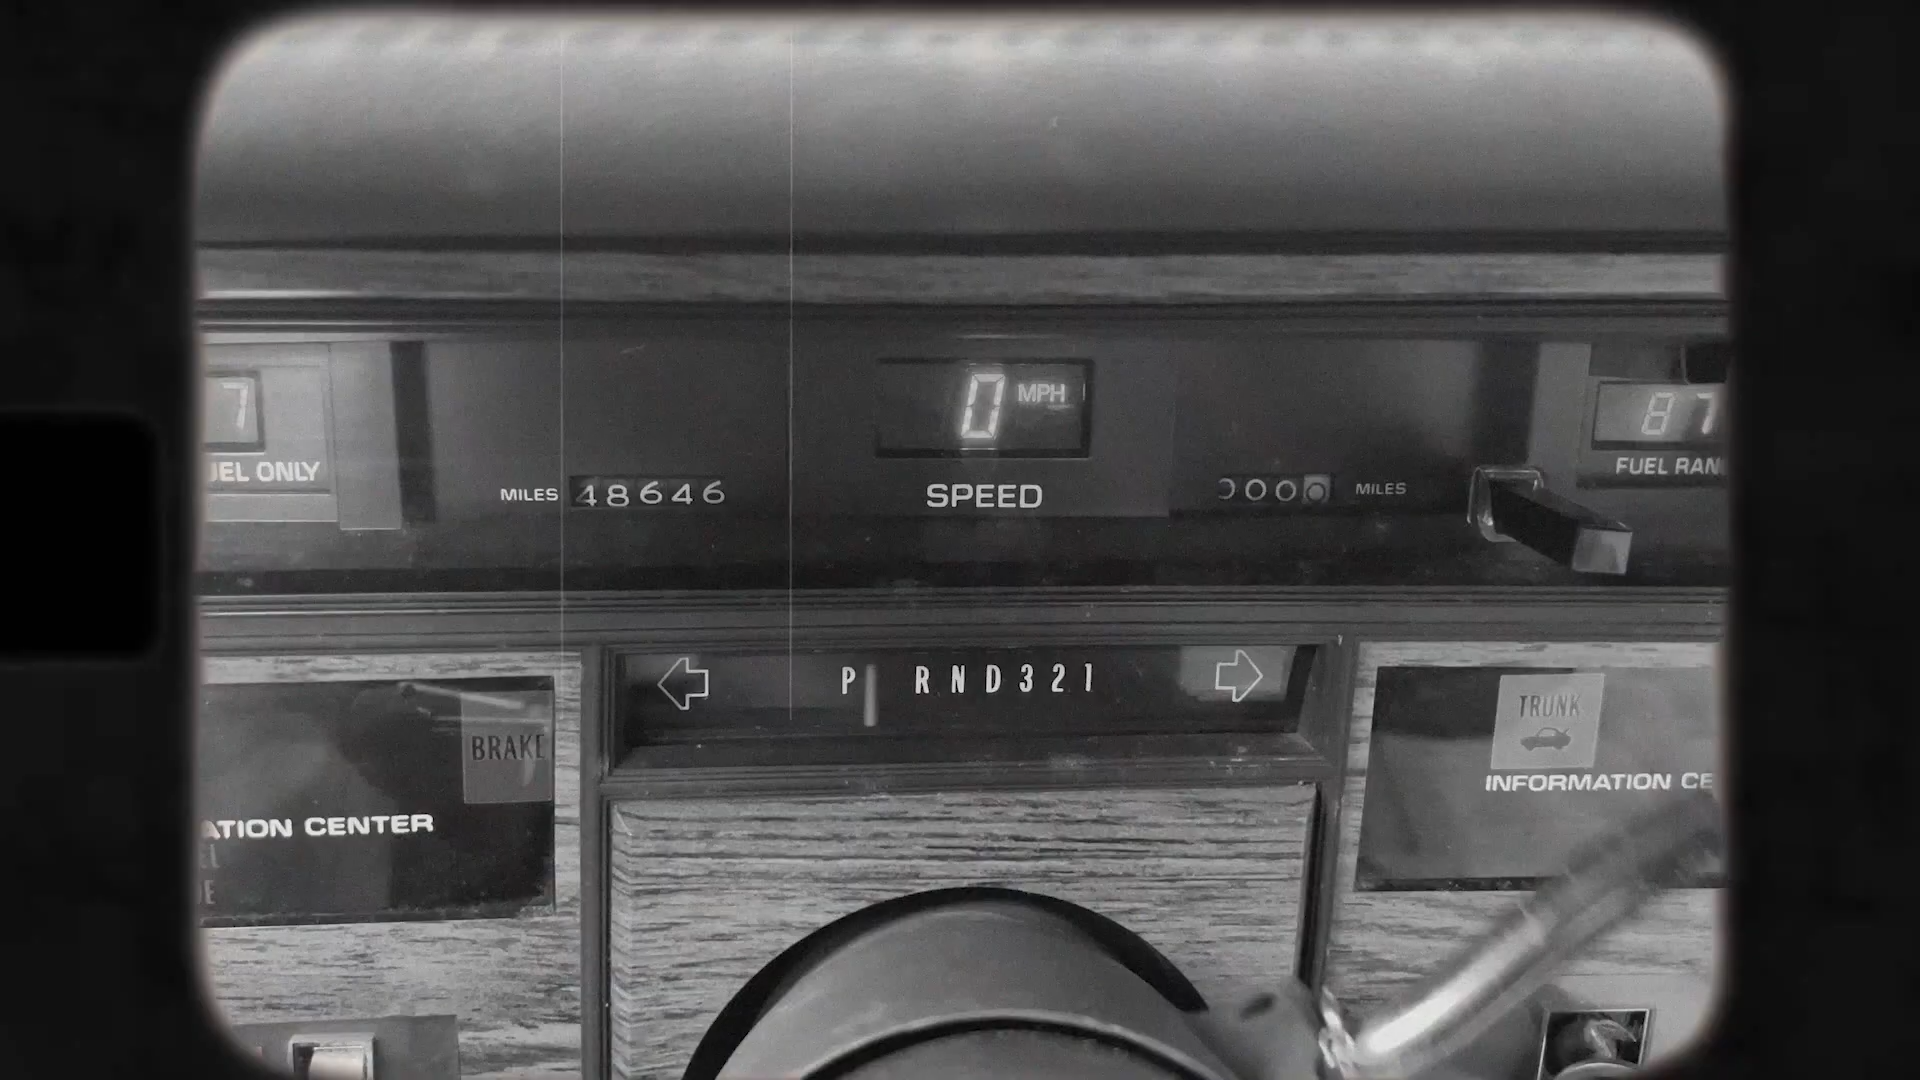 7
UEL ONLY
MILES 48646
0 MPH
SPEED
0000 MILES
87
FUEL RAN
P RND321
BRAKE
ATION CENTER
TRUNK
INFORMATION CE